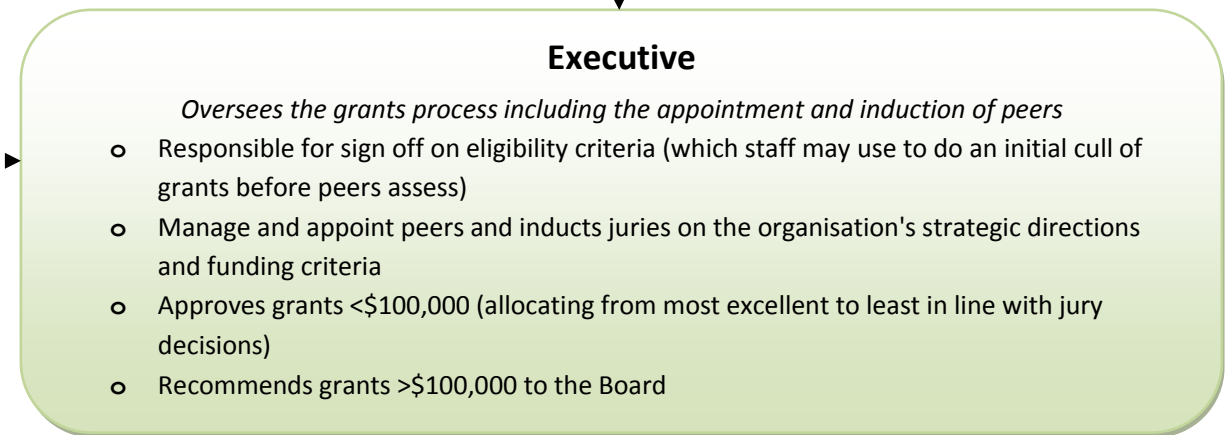 Executive
Oversees the grants process including the appointment and induction of peers
o Responsible for sign off on eligibility criteria (which staff may use to do an initial cull of
grants before peers assess)
o Manage and appoint peers and inducts juries on the organisation's strategic directions
and funding criteria
o Approves grants <$100,000 (allocating from most excellent to least in line with jury
decisions)
o Recommends grants >$100,000 to the Board